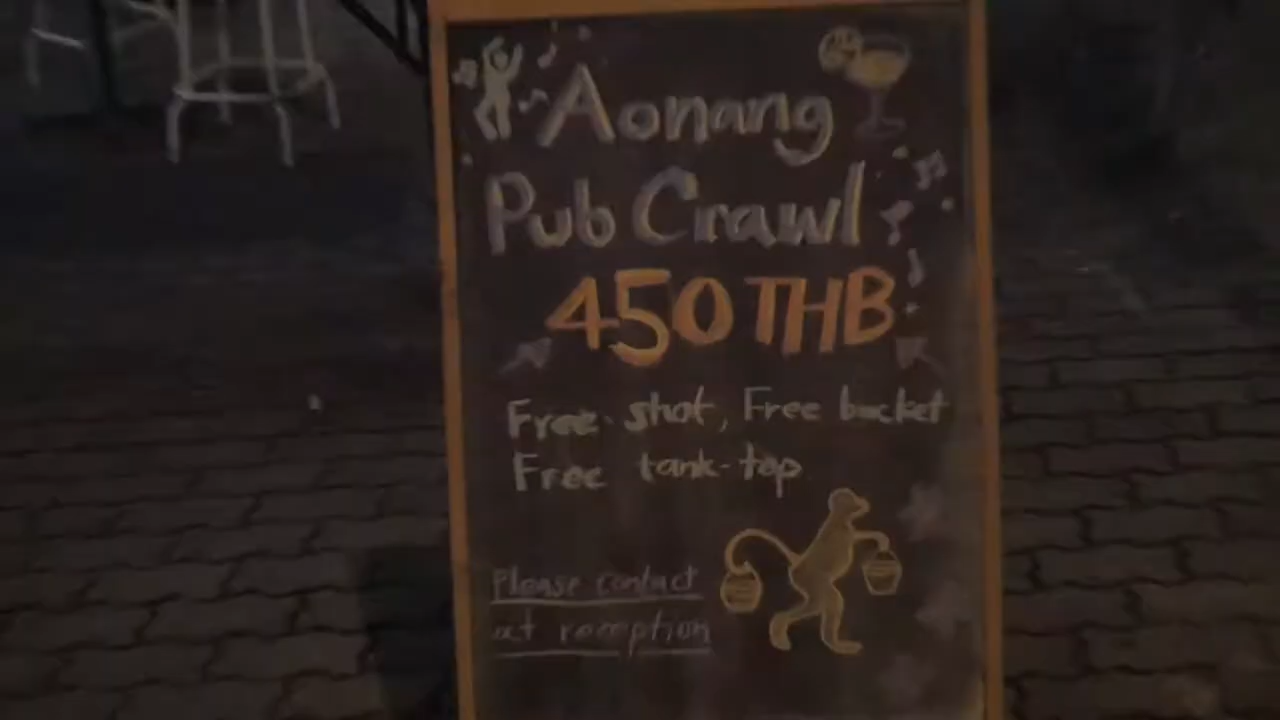 Aonang
Pub Crawl
450 THB
Free shot, Free bucket
Free tank-top
Please contact
at reception